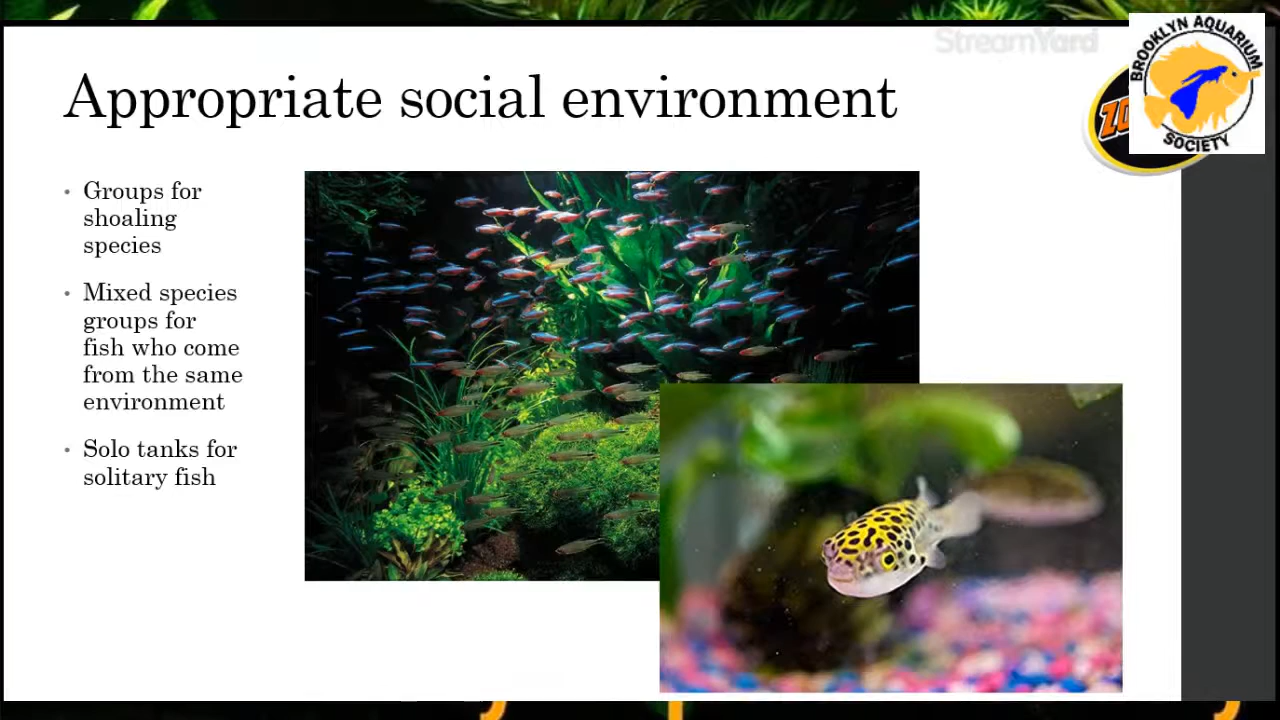 StreamYard
Appropriate social environment
BROOKLYN AQUARIUM
SOCIETY
ZO
• Groups for
shoaling
species
• Mixed species
groups for
fish who come
from the same
environment
• Solo tanks for
solitary fish